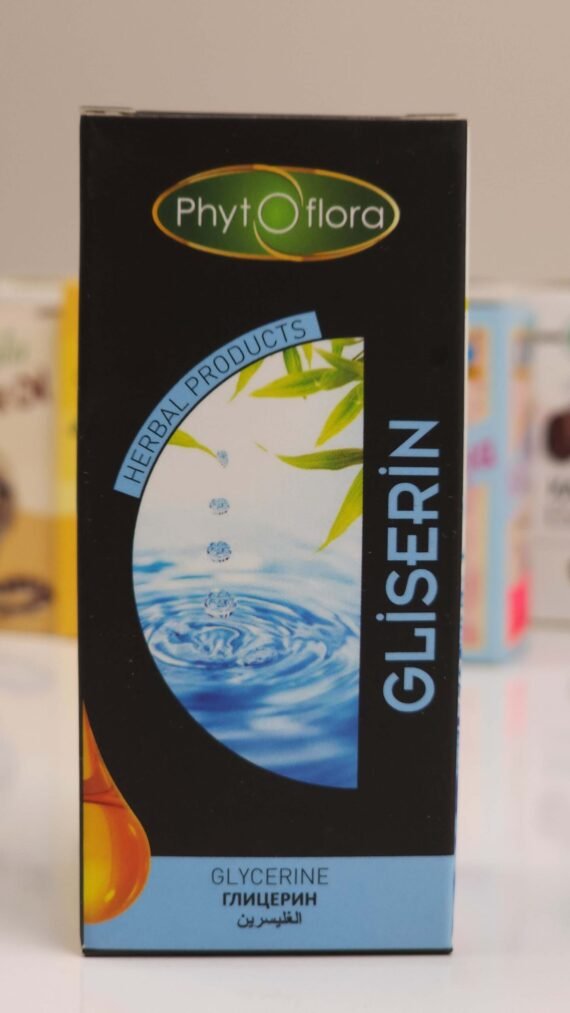 Phytoflora
HERBAL PRODUCTS
GLİSERİN
GLYCERINE
ГЛИЦЕРИН
الغليسرين